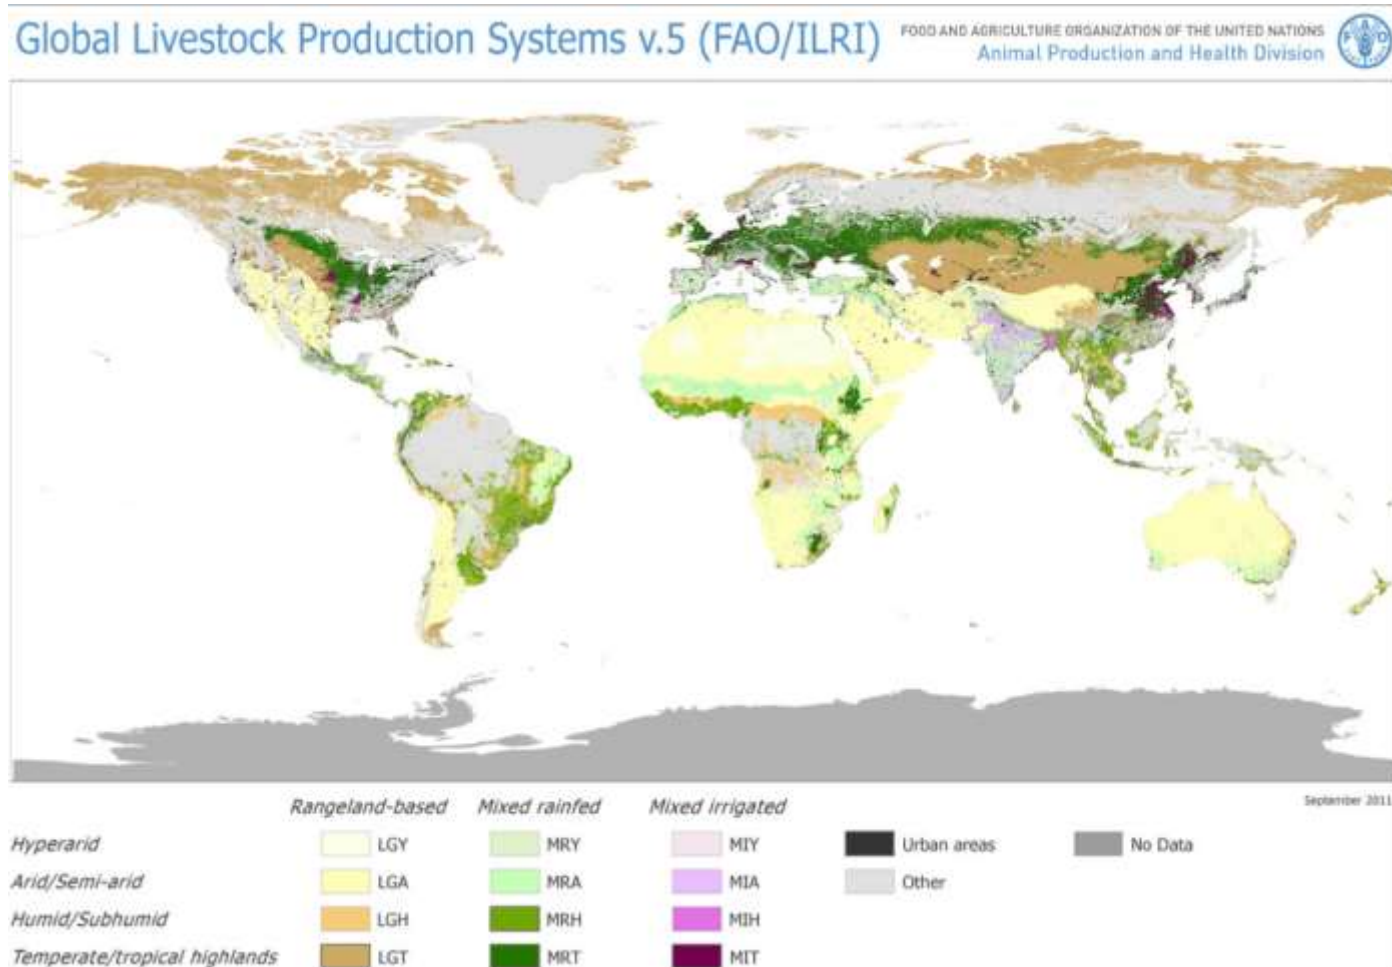 Global Livestock Production Systems v.5 (FAO/ILRI)
FOOD AND AGRICULTURE ORGANIZATION OF THE UNITED NATIONS
Animal Production and Health Division
September 2011
Rangeland-based Mixed rainfed Mixed irrigated
Hyperarid LGY MRY MIY Urban areas No Data
Arid/Semi-arid LGA MRA MIA Other
Humid/Subhumid LGH MRH MIH
Temperate/tropical highlands LGT MRT MIT